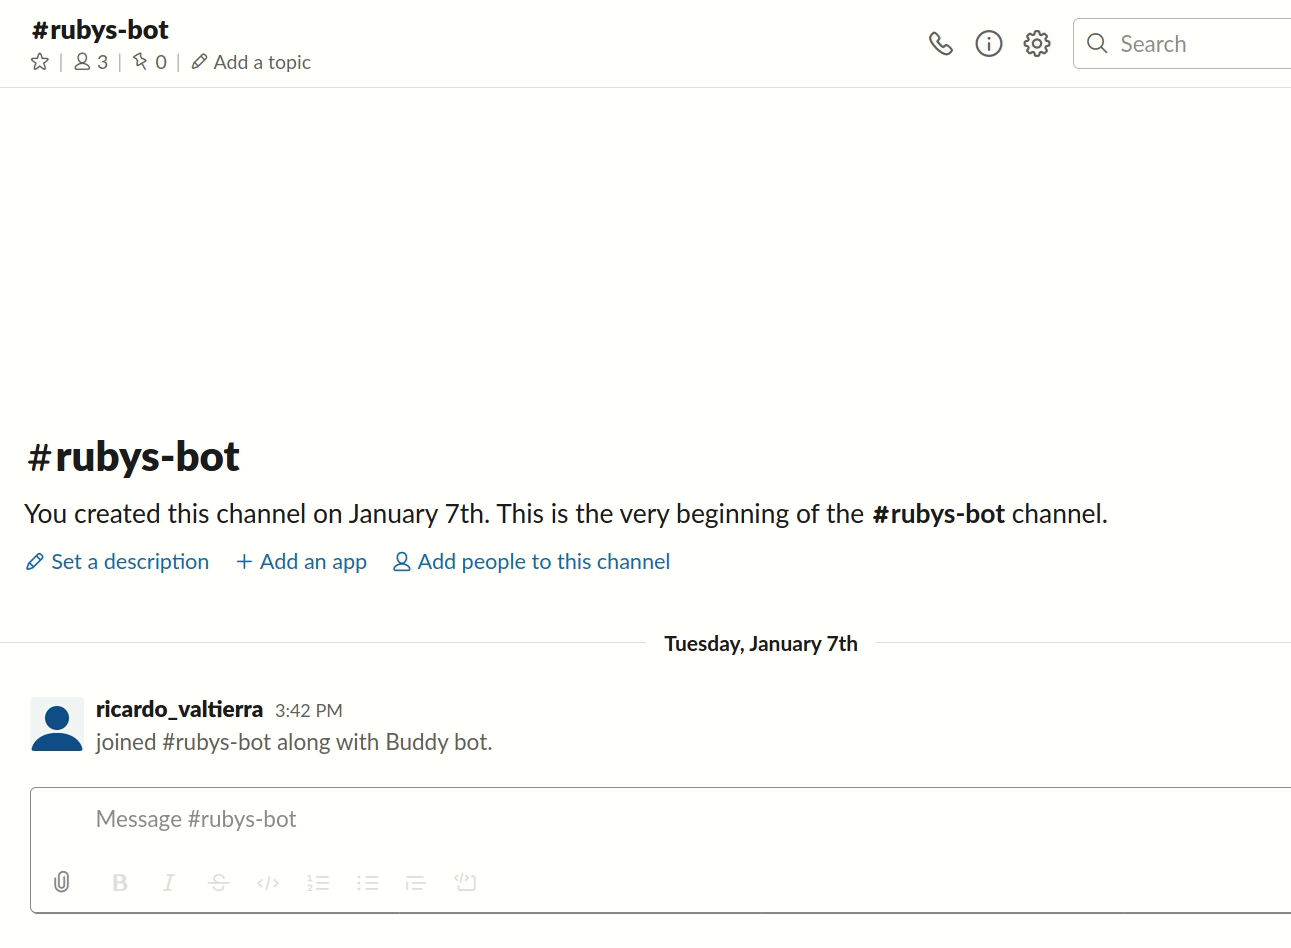 #rubys-bot
3 | 0 | Add a topic
Search
#rubys-bot
You created this channel on January 7th. This is the very beginning of the #rubys-bot channel.
Set a description + Add an app Add people to this channel
Tuesday, January 7th
ricardo_valtierra 3:42 PM
joined #rubys-bot along with Buddy bot.
Message #rubys-bot